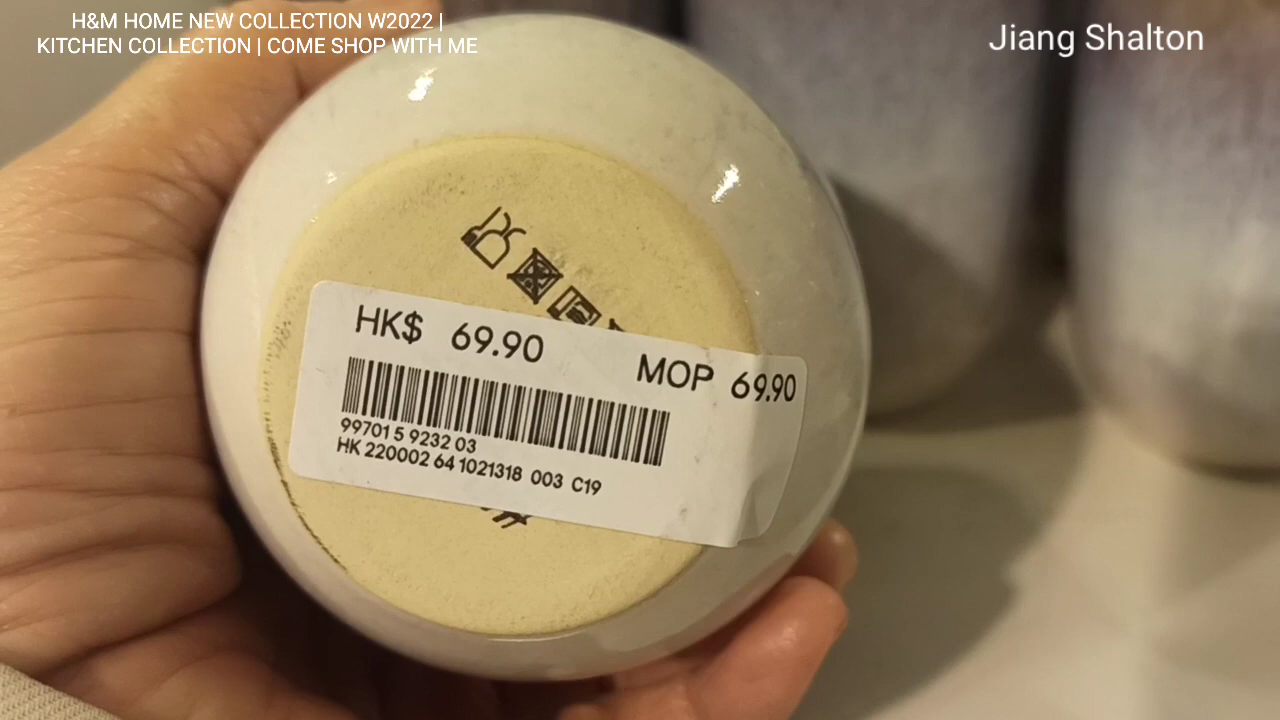 H&M HOME NEW COLLECTION W2022 |
KITCHEN COLLECTION | COME SHOP WITH ME
Jiang Shalton
HK$ 69.90
MOP 69.90
99701 5 9232 03
HK 220002 64 1021318 003 C19